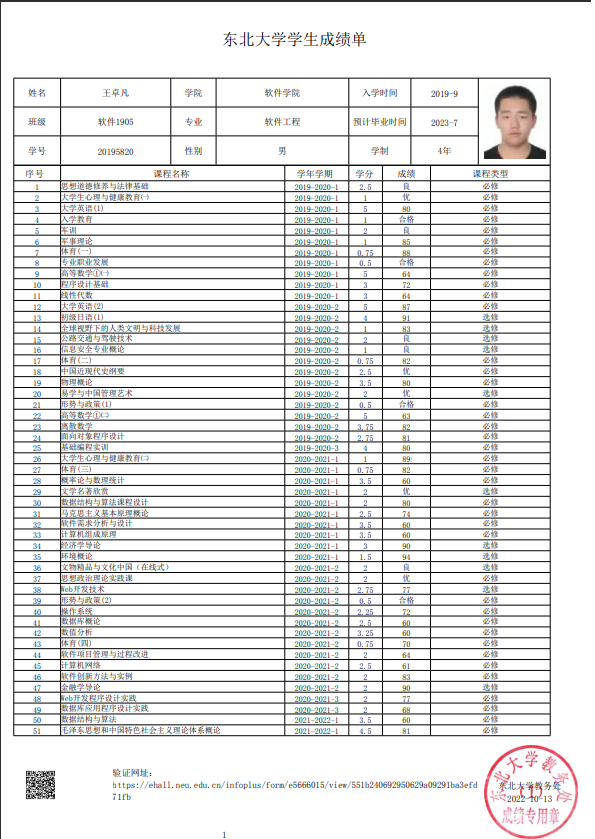 东北大学学生成绩单
姓名 王卓凡 学院 软件学院 入学时间 2019-9
班级 软件1905 专业 软件工程 预计毕业时间 2023-7
学号 20195820 性别 男 学制 4年
序号 课程名称 学年学期 学分 成绩 课程类型
1 思想道德修养与法律基础 2019-2020-1 2.5 良 必修
2 大学生心理与健康教育㈠ 2019-2020-1 1 优 必修
3 大学英语(1) 2019-2020-1 5 80 必修
4 入学教育 2019-2020-1 1 合格 必修
5 军训 2019-2020-1 2 良 必修
6 军事理论 2019-2020-1 1 85 必修
7 体育(一) 2019-2020-1 0.75 88 必修
8 专业职业发展 2019-2020-1 0.5 合格 必修
9 高等数学①㈠ 2019-2020-1 5 64 必修
10 程序设计基础 2019-2020-1 3 72 必修
11 线性代数 2019-2020-1 3 64 必修
12 大学英语(2) 2019-2020-2 5 87 必修
13 初级日语(1) 2019-2020-2 4 91 选修
14 全球视野下的人类文明与科技发展 2019-2020-2 1 83 选修
15 公路交通与驾驶技术 2019-2020-2 2 良 选修
16 信息安全专业概论 2019-2020-2 1 良 选修
17 体育(二) 2019-2020-2 0.75 82 必修
18 中国近现代史纲要 2019-2020-2 2.5 优 必修
19 物理概论 2019-2020-2 3.5 80 必修
20 易学与中国管理艺术 2019-2020-2 2 优 选修
21 形势与政策(1) 2019-2020-2 0.5 合格 必修
22 高等数学①㈡ 2019-2020-2 5 63 必修
23 离散数学 2019-2020-2 3.75 82 必修
24 面向对象程序设计 2019-2020-2 2.75 81 必修
25 基础编程实训 2019-2020-3 4 80 必修
26 大学生心理与健康教育㈡ 2020-2021-1 1 89 必修
27 体育(三) 2020-2021-1 0.75 82 必修
28 概率论与数理统计 2020-2021-1 3.5 60 必修
29 文学名著欣赏 2020-2021-1 2 优 选修
30 数据结构与算法课程设计 2020-2021-1 2 80 必修
31 马克思主义基本原理概论 2020-2021-1 2.5 74 必修
32 软件需求分析与设计 2020-2021-1 3.5 60 必修
33 计算机组成原理 2020-2021-1 3.5 60 必修
34 经济学导论 2020-2021-1 3 90 选修
35 环境概论 2020-2021-1 1.5 94 选修
36 文物精品与文化中国（在线式） 2020-2021-2 2 良 选修
37 思想政治理论实践课 2020-2021-2 2 优 必修
38 Web开发技术 2020-2021-2 2.75 77 选修
39 形势与政策(2) 2020-2021-2 0.5 合格 必修
40 操作系统 2020-2021-2 2.25 72 必修
41 数据库概论 2020-2021-2 2.5 60 必修
42 数值分析 2020-2021-2 3.25 60 必修
43 体育(四) 2020-2021-2 0.75 70 必修
44 软件项目管理与过程改进 2020-2021-2 2 64 必修
45 计算机网络 2020-2021-2 2.5 61 必修
46 软件创新方法与实例 2020-2021-2 2 83 必修
47 金融学导论 2020-2021-2 2 90 选修
48 Web开发程序设计实践 2020-2021-3 2 77 必修
49 数据库应用程序设计实践 2020-2021-3 2 68 必修
50 数据结构与算法 2021-2022-1 3.5 60 必修
51 毛泽东思想和中国特色社会主义理论体系概论 2021-2022-1 4.5 81 必修
验证网址：
https://ehall.neu.edu.cn/infoplus/form/e5666015/view/551b240692950629a09291ba3efd
71fb
东北大学教务处
(1)
东北大学教务处
2022-10-13
成绩专用章
1